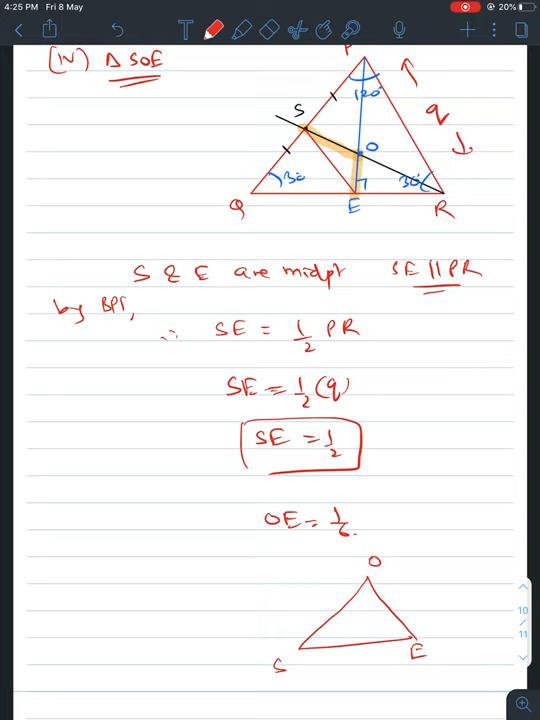 4:25 PM Fri 8 May
20%
(IV) Δ SOE
P
120°
S
q
O
30
30
Q
E
R
S & E are midpt SE || PR
by BPT,
∴ SE = 1/2 PR
SE = 1/2 (q)
SE = 1/2
OE = 1/6.
O
S
E
10
/
11